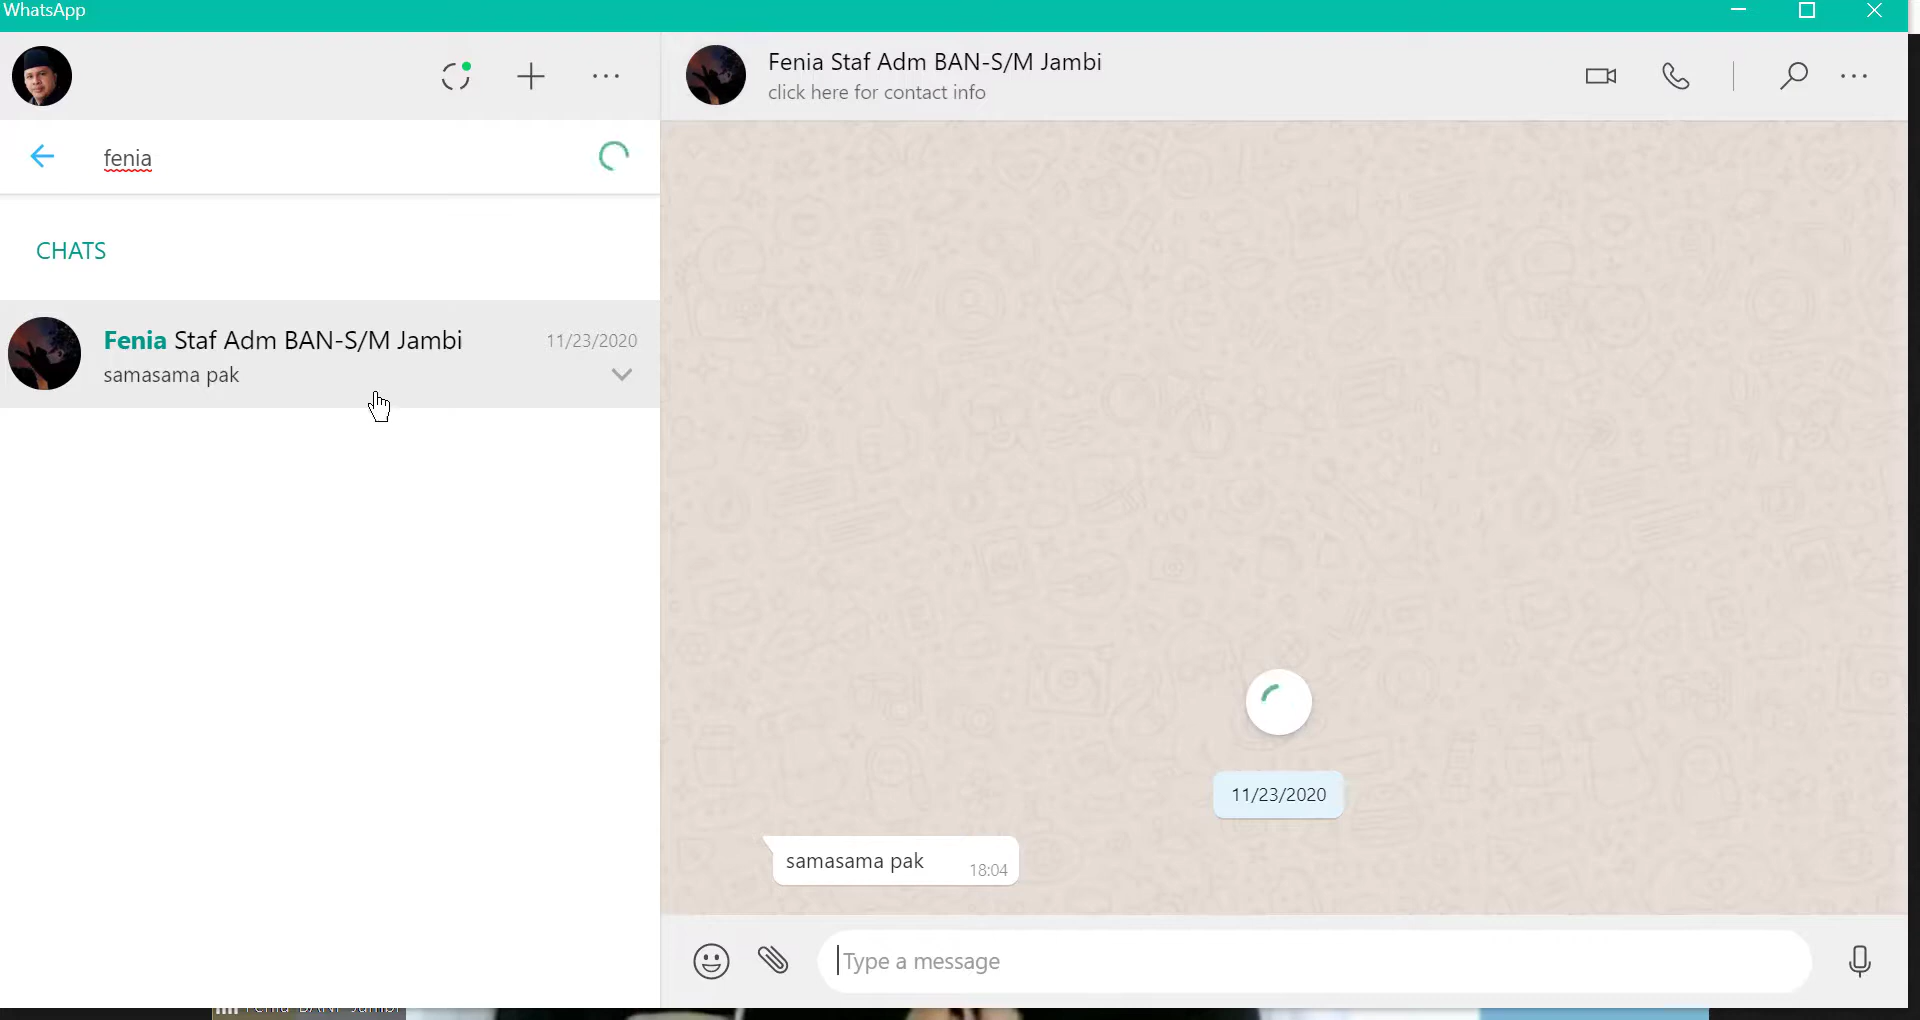 WhatsApp
fenia
CHATS
Fenia Staf Adm BAN-S/M Jambi
11/23/2020
samasama pak
Fenia Staf Adm BAN-S/M Jambi
click here for contact info
11/23/2020
samasama pak
18:04
Type a message